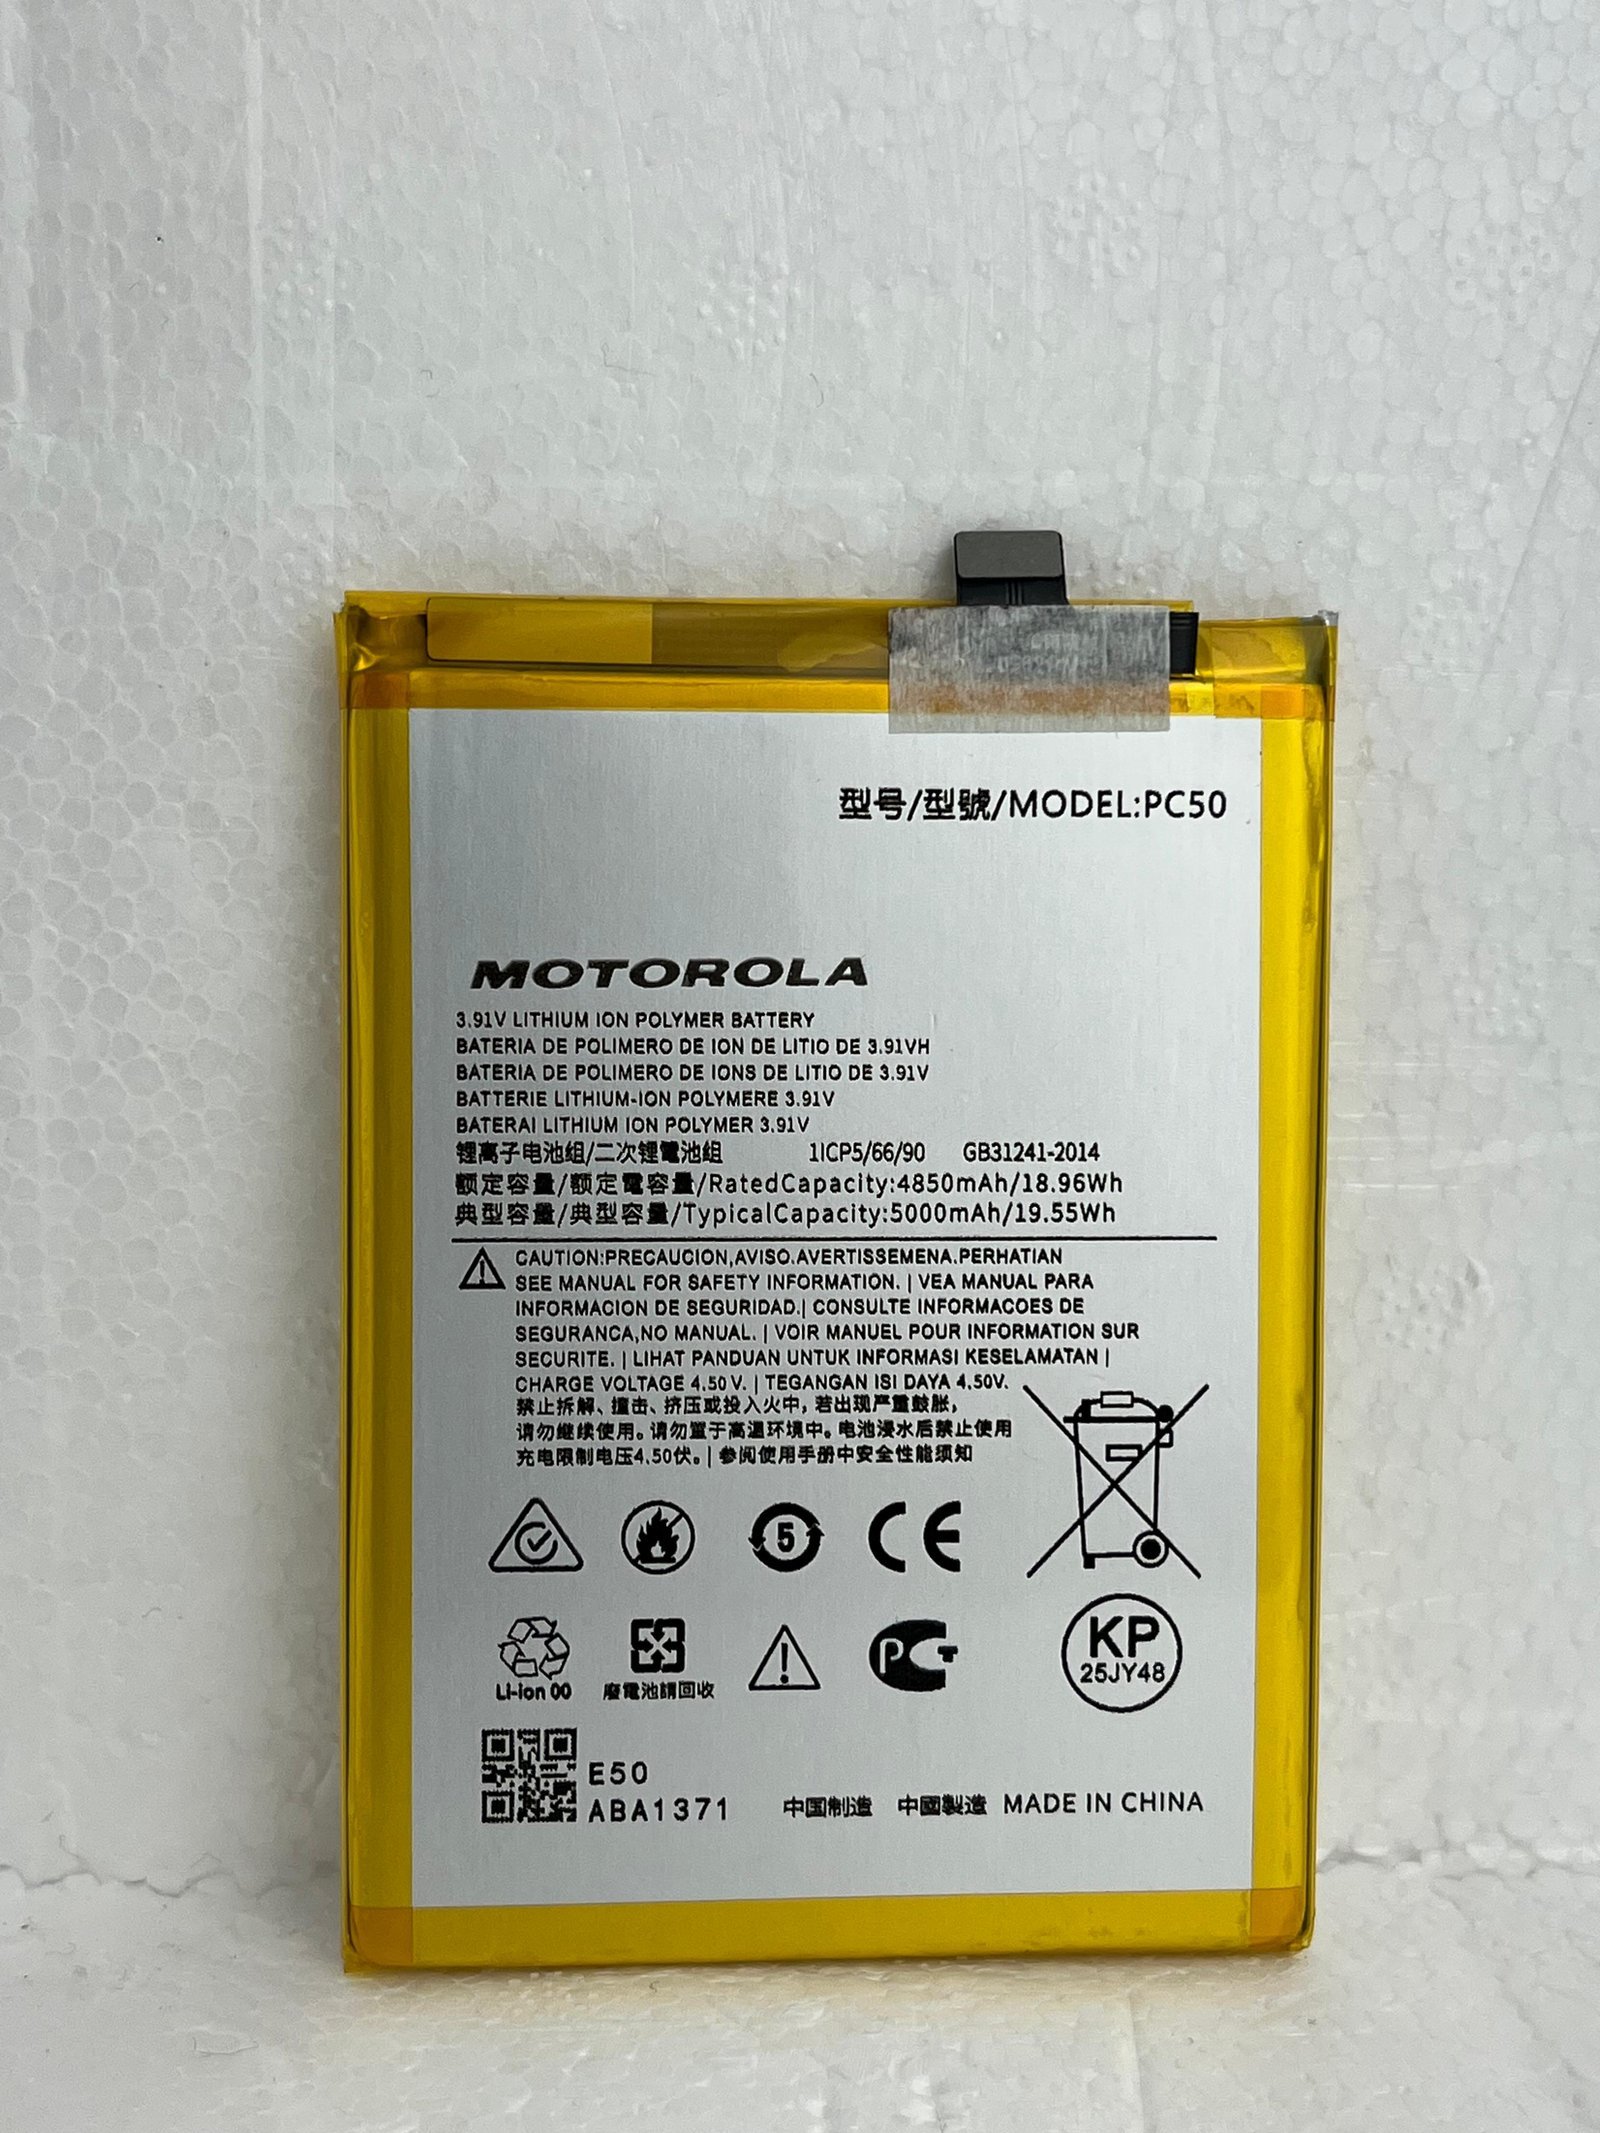 型号/型號/MODEL:PC50
MOTOROLA
3.91V LITHIUM ION POLYMER BATTERY
BATERIA DE POLIMERO DE ION DE LITIO DE 3.91VH
BATERIA DE POLIMERO DE IONS DE LITIO DE 3.91V
BATTERIE LITHIUM-ION POLYMERE 3.91V
BATERAI LITHIUM ION POLYMER 3.91V
锂离子电池组/二次锂電池组 1ICP5/66/90 GB31241-2014
额定容量/额定電容量/RatedCapacity:4850mAh/18.96Wh
典型容量/典型容量/TypicalCapacity:5000mAh/19.55Wh
CAUTION:PRECAUCION,AVISO.AVERTISSEMENA.PERHATIAN
SEE MANUAL FOR SAFETY INFORMATION. | VEA MANUAL PARA
INFORMACION DE SEGURIDAD.| CONSULTE INFORMACOES DE
SEGURANCA,NO MANUAL. | VOIR MANUEL POUR INFORMATION SUR
SECURITE. | LIHAT PANDUAN UNTUK INFORMASI KESELAMATAN |
CHARGE VOLTAGE 4.50V. | TEGANGAN ISI DAYA 4.50V.
禁止拆解、撞击、挤压或投入火中, 若出现严重鼓胀,
请勿继续使用。请勿置于高温环境中。电池浸水后禁止使用
充电限制电压4.50伏。| 参阅使用手册中安全性能须知
5
CE
Li-ion 00
廢電池請回收
PCT
KP
25JY48
E50
ABA1371
中国制造 中國製造 MADE IN CHINA